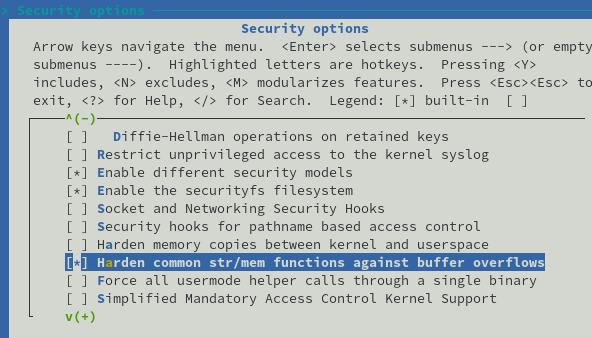 > Security options
Security options
Arrow keys navigate the menu.  <Enter> selects submenus ---> (or empty
submenus ----).  Highlighted letters are hotkeys.  Pressing <Y>
includes, <N> excludes, <M> modularizes features.  Press <Esc><Esc> to
exit, <?> for Help, </> for Search.  Legend: [*] built-in  [ ]
^(-)
[ ]   Diffie-Hellman operations on retained keys
[ ] Restrict unprivileged access to the kernel syslog
[*] Enable different security models
[*] Enable the securityfs filesystem
[ ] Socket and Networking Security Hooks
[ ] Security hooks for pathname based access control
[ ] Harden memory copies between kernel and userspace
[*] Harden common str/mem functions against buffer overflows
[ ] Force all usermode helper calls through a single binary
[ ] Simplified Mandatory Access Control Kernel Support
v(+)